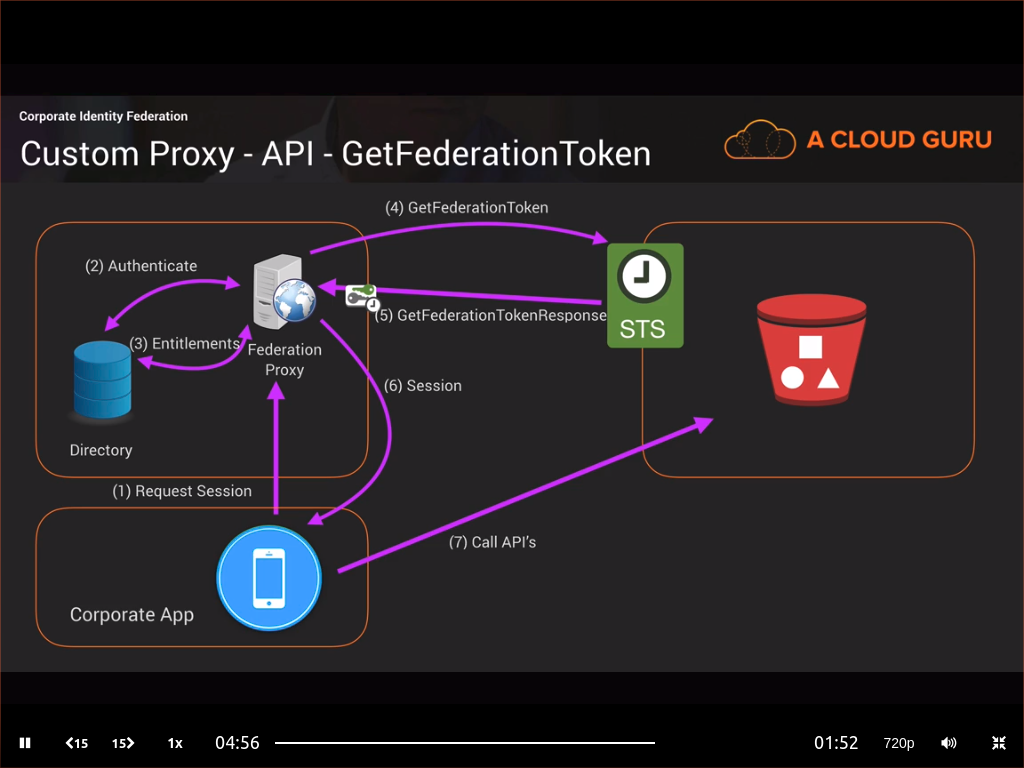 Corporate Identity Federation
Custom Proxy - API - GetFederationToken
A CLOUD GURU
(4) GetFederationToken
(2) Authenticate
(5) GetFederationTokenResponse
STS
(3) Entitlements
Federation
Proxy
(6) Session
Directory
(1) Request Session
(7) Call API's
Corporate App
15
15
1x
04:56
01:52
720p